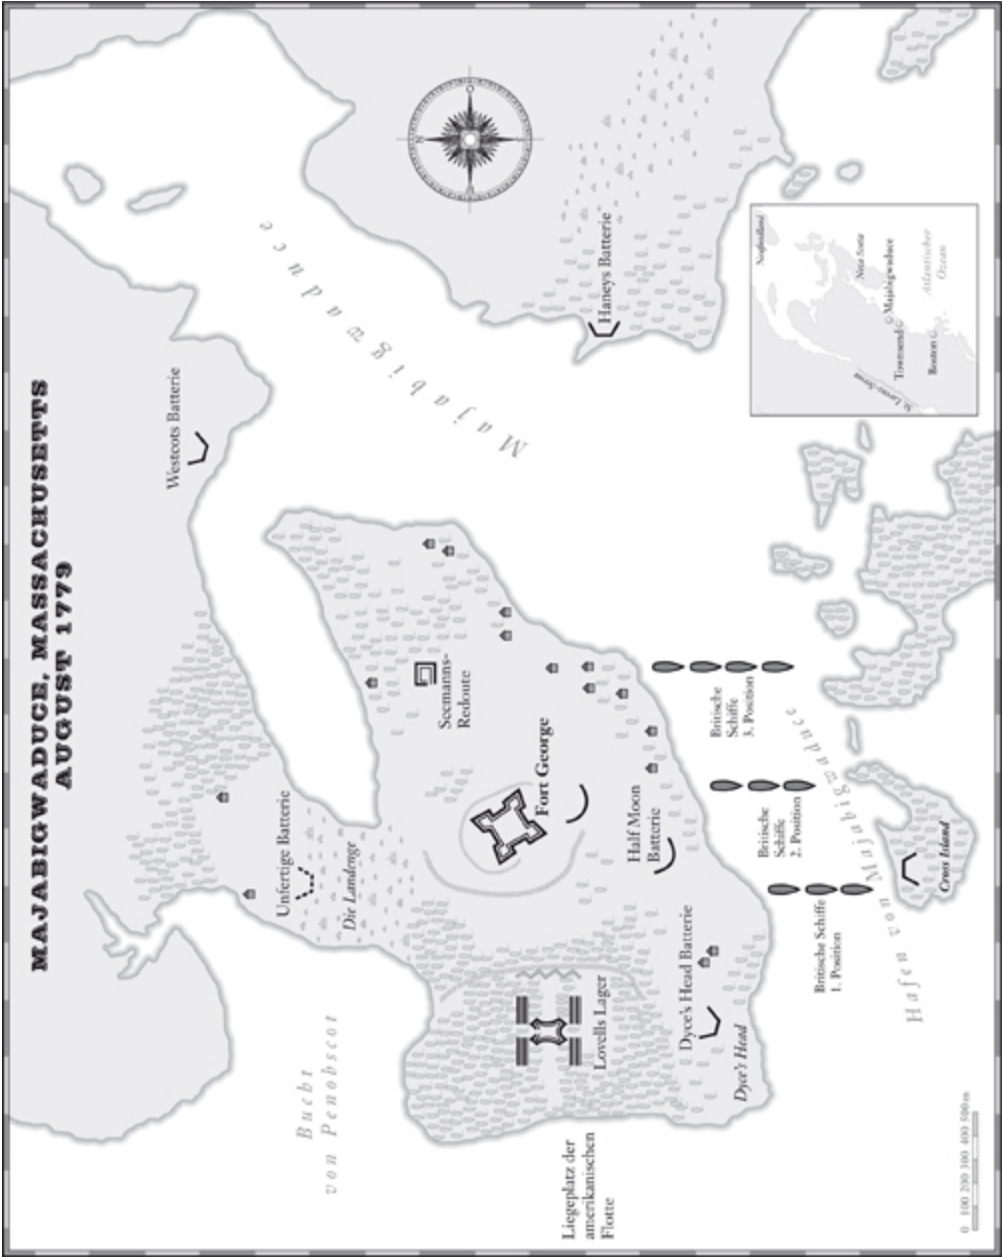 MAJABIGWADUCE, MASSACHUSETTS
AUGUST 1779
Westcots Batterie
Majabigwaduce
N
O
S
W
Haneys Batterie
Unfertige Batterie
Die Landenge
Seemanns-
Redoute
Fort George
Half Moon
Batterie
Bucht
von Penobscot
Lovells Lager
Dyce's Head Batterie
Dyce's Head
Liegeplatz der
amerikanischen
Flotte
Britische Schiffe
1. Position
Britische
Schiffe
2. Position
Britische
Schiffe
3. Position
Hafen von Majabigwaduce
Cross Island
0 100 200 300 400 500 m
Neufundland
Nova Scotia
Majabigwaduce
Townsend
Boston
Atlantischer
Ozean